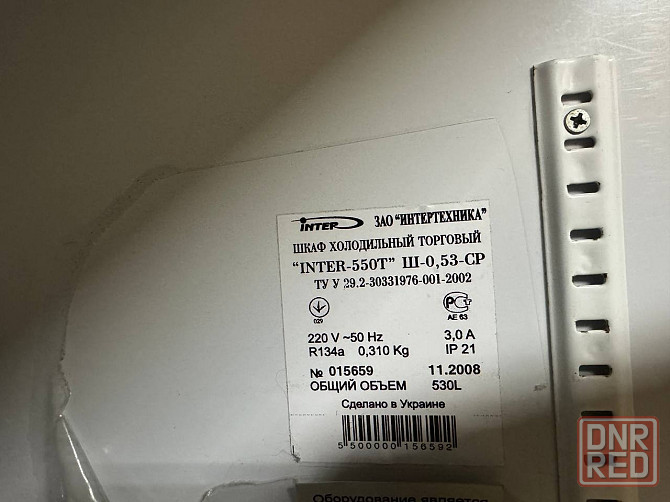 INTER ЗАО "ИНТЕРТЕХНИКА"
ШКАФ ХОЛОДИЛЬНЫЙ ТОРГОВЫЙ
"INTER-550T" Ш-0,53-СР
ТУ У 29.2-30331976-001-2002
029
АЕ 63
220 V ~50 Hz 3,0 A
R134a 0,310 Kg IP 21
№ 015659 11.2008
ОБЩИЙ ОБЪЕМ 530L
Сделано в Украине
5 500000 156592
Оборудование является
DNR
RED